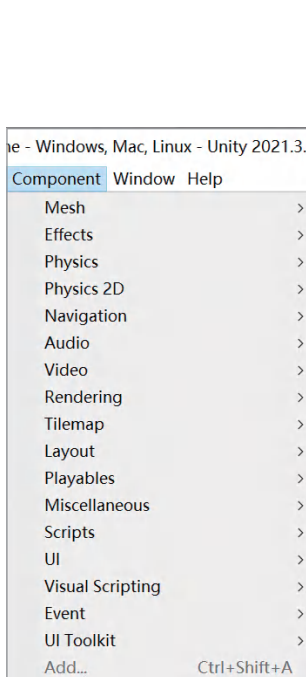 ne - Windows, Mac, Linux - Unity 2021.3.
Component Window Help
Mesh >
Effects >
Physics >
Physics 2D >
Navigation >
Audio >
Video >
Rendering >
Tilemap >
Layout >
Playables >
Miscellaneous >
Scripts >
UI >
Visual Scripting >
Event >
UI Toolkit >
Add... Ctrl+Shift+A